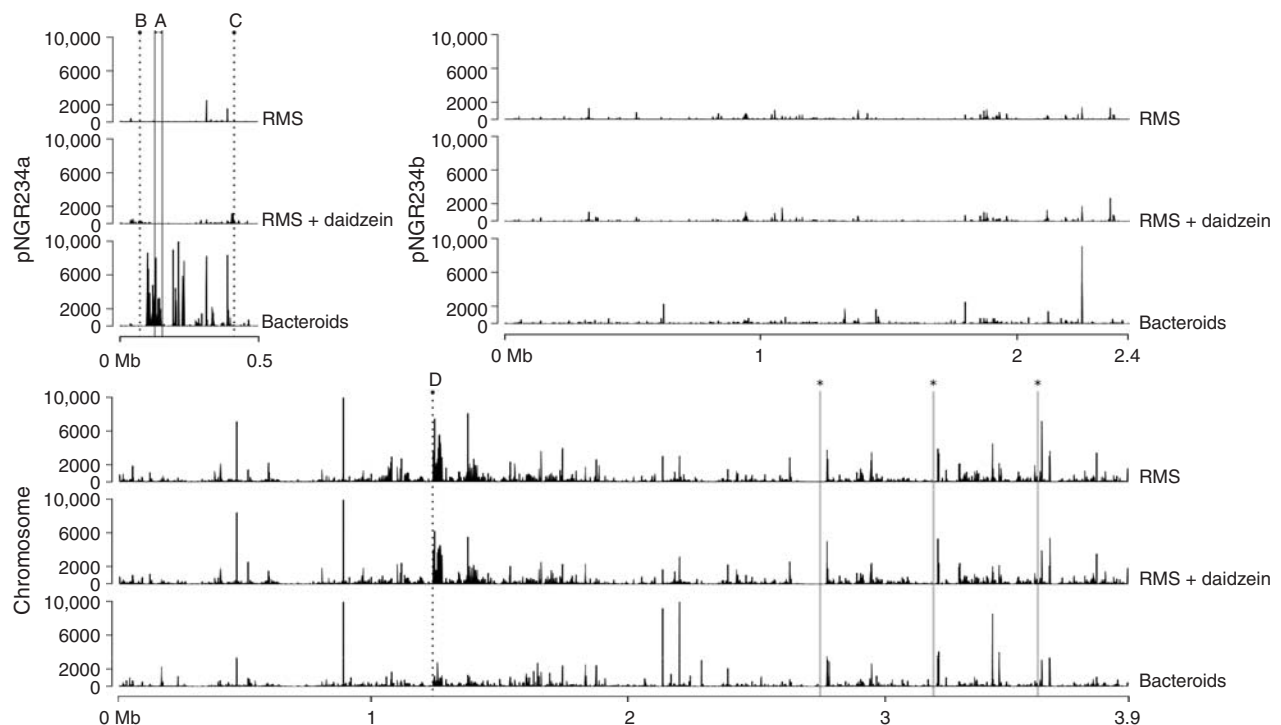 B A C
pNGR234a
10,000
6000
2000
0
RMS
10,000
6000
2000
0
RMS + daidzein
10,000
6000
2000
0
Bacteroids
0 Mb 0.5
pNGR234b
10,000
6000
2000
0
RMS
10,000
6000
2000
0
RMS + daidzein
10,000
6000
2000
0
Bacteroids
0 Mb 1 2 2.4
D * * *
Chromosome
10,000
6000
2000
0
RMS
10,000
6000
2000
0
RMS + daidzein
10,000
6000
2000
0
Bacteroids
0 Mb 1 2 3 3.9